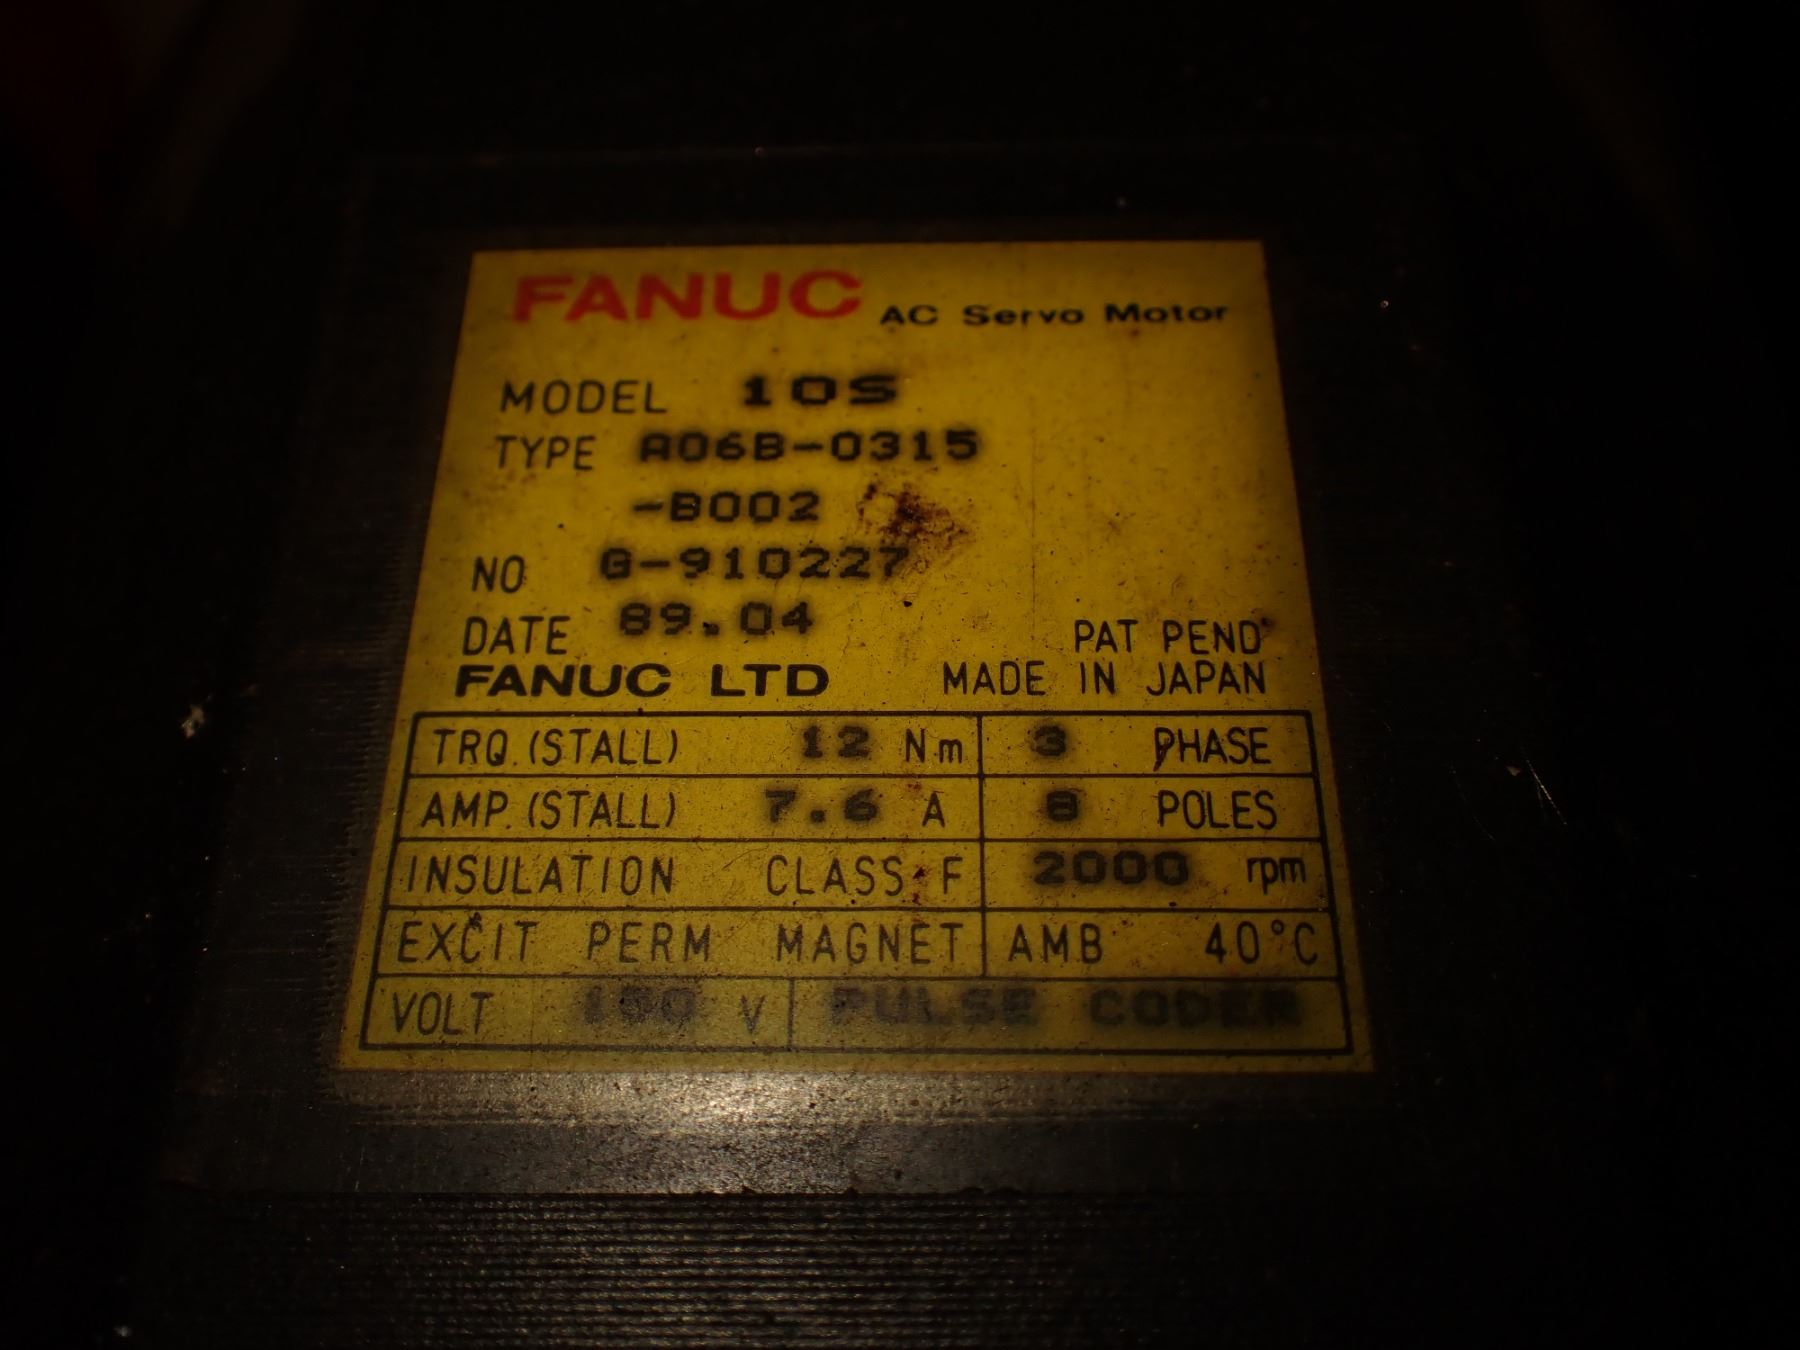 FANUC AC Servo Motor
MODEL 10S
TYPE A06B-0315
-B002
NO G-910227
DATE 89.04
PAT PEND
FANUC LTD MADE IN JAPAN
TRQ.(STALL) 12 Nm 3 PHASE
AMP.(STALL) 7.6 A 8 POLES
INSULATION CLASS F 2000 rpm
EXCIT PERM MAGNET AMB 40°C
VOLT V PULSE CODER